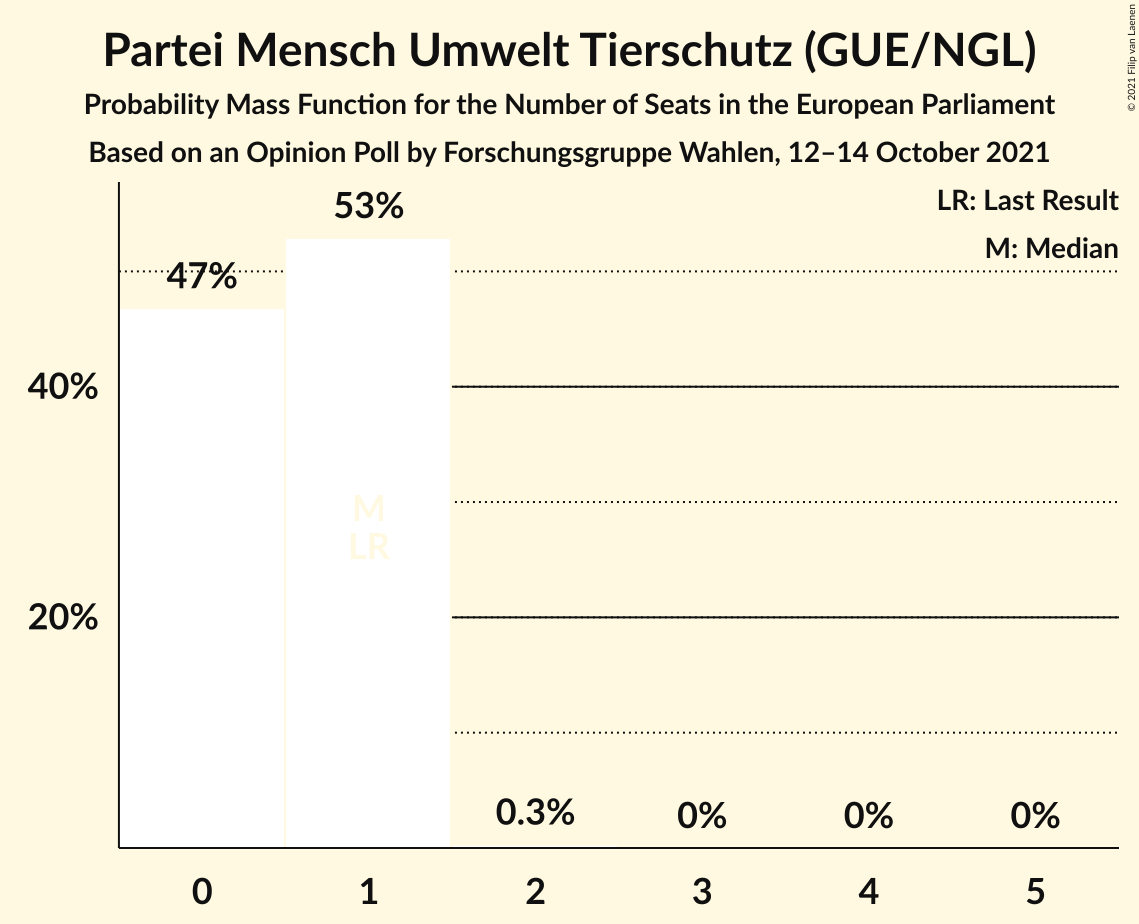 Partei Mensch Umwelt Tierschutz (GUE/NGL)
Probability Mass Function for the Number of Seats in the European Parliament
Based on an Opinion Poll by Forschungsgruppe Wahlen, 12–14 October 2021
© 2021 Filip van Laenen
LR: Last Result
M: Median
53%
47%
40%
20%
M
LR
0.3%
0%
0%
0%
0
1
2
3
4
5